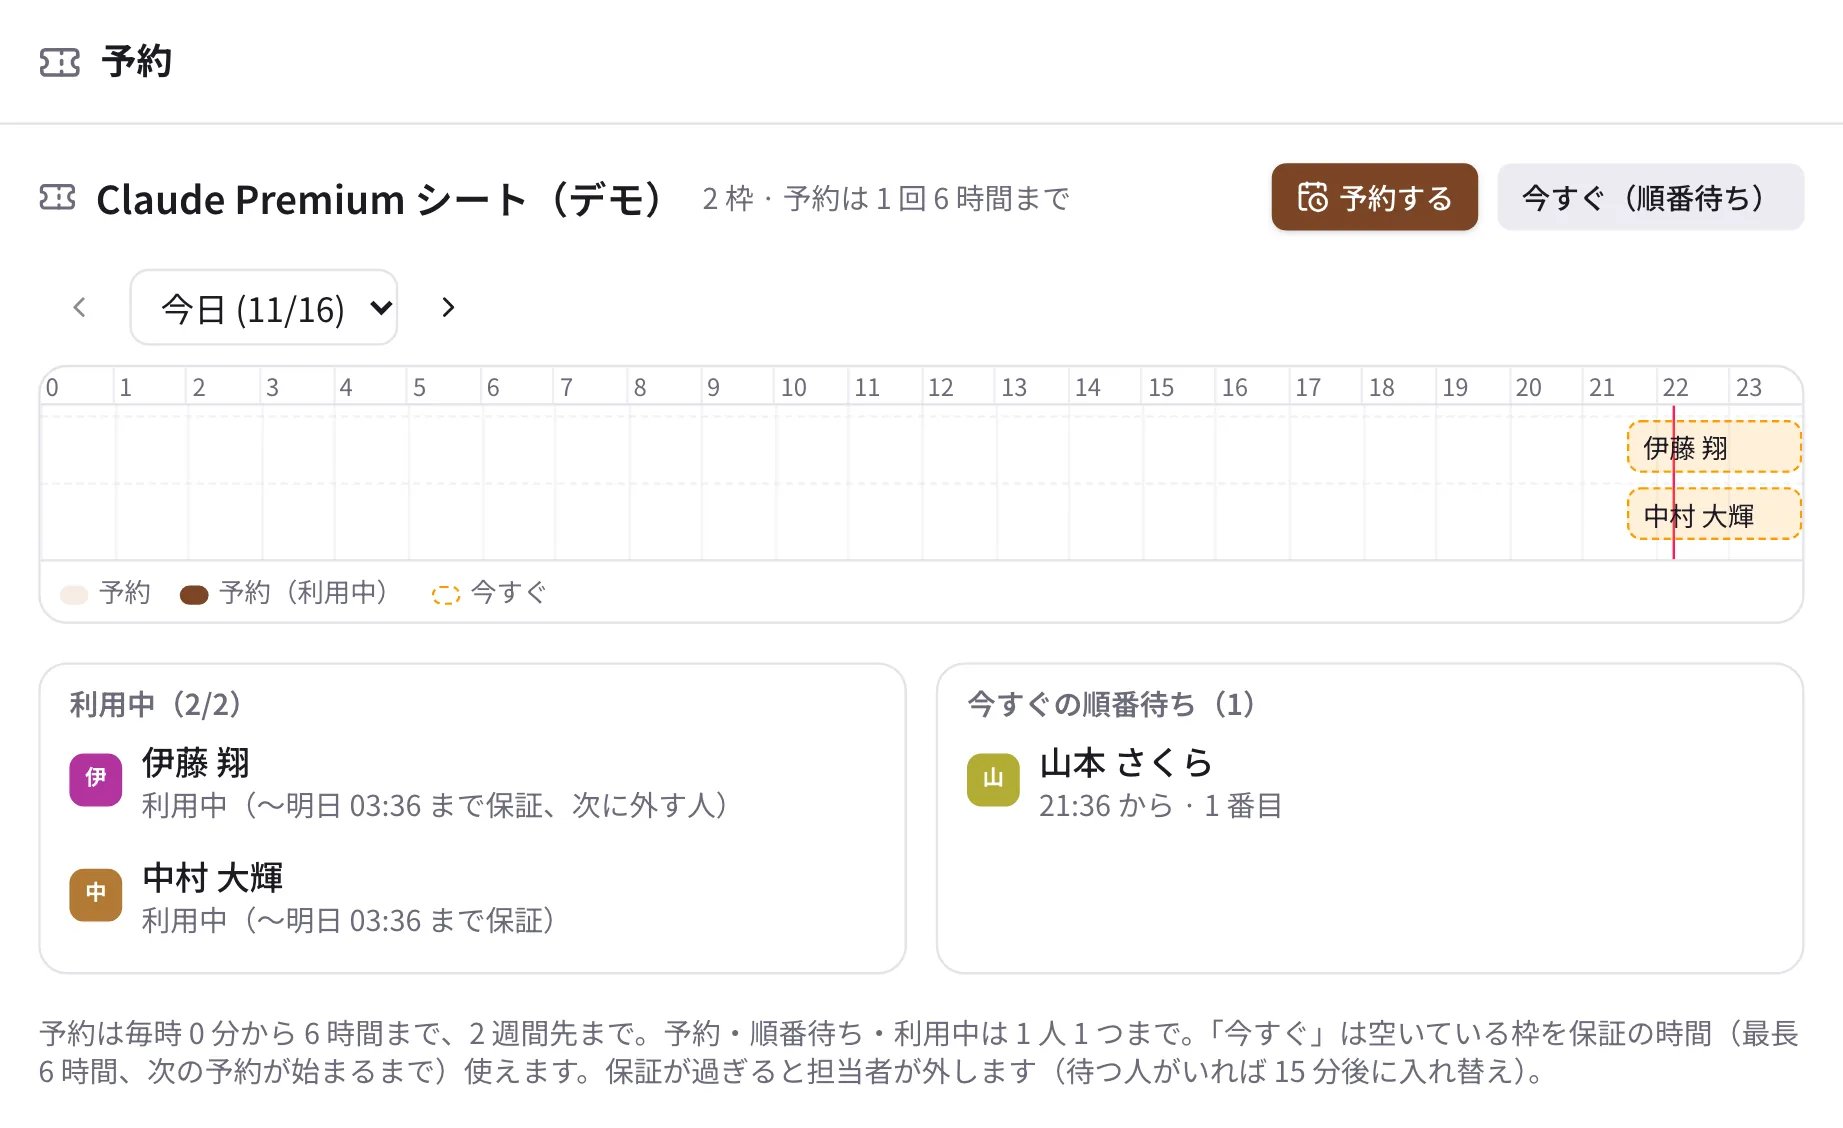 予約
Claude Premium シート（デモ） 2 枠 · 予約は 1 回 6 時間まで 予約する 今すぐ（順番待ち）
今日 (11/16)
0 1 2 3 4 5 6 7 8 9 10 11 12 13 14 15 16 17 18 19 20 21 22 23
伊藤 翔
中村 大輝
予約 予約（利用中） 今すぐ
利用中（2/2）
伊 伊藤 翔
利用中（～明日 03:36 まで保証、次に外す人）
中 中村 大輝
利用中（～明日 03:36 まで保証）
今すぐの順番待ち（1）
山 山本 さくら
21:36 から · 1 番目
予約は毎時 0 分から 6 時間まで、2 週間先まで。予約・順番待ち・利用中は 1 人 1 つまで。「今すぐ」は空いている枠を保証の時間（最長
6 時間、次の予約が始まるまで）使えます。保証が過ぎると担当者が外します（待つ人がいれば 15 分後に入れ替え）。